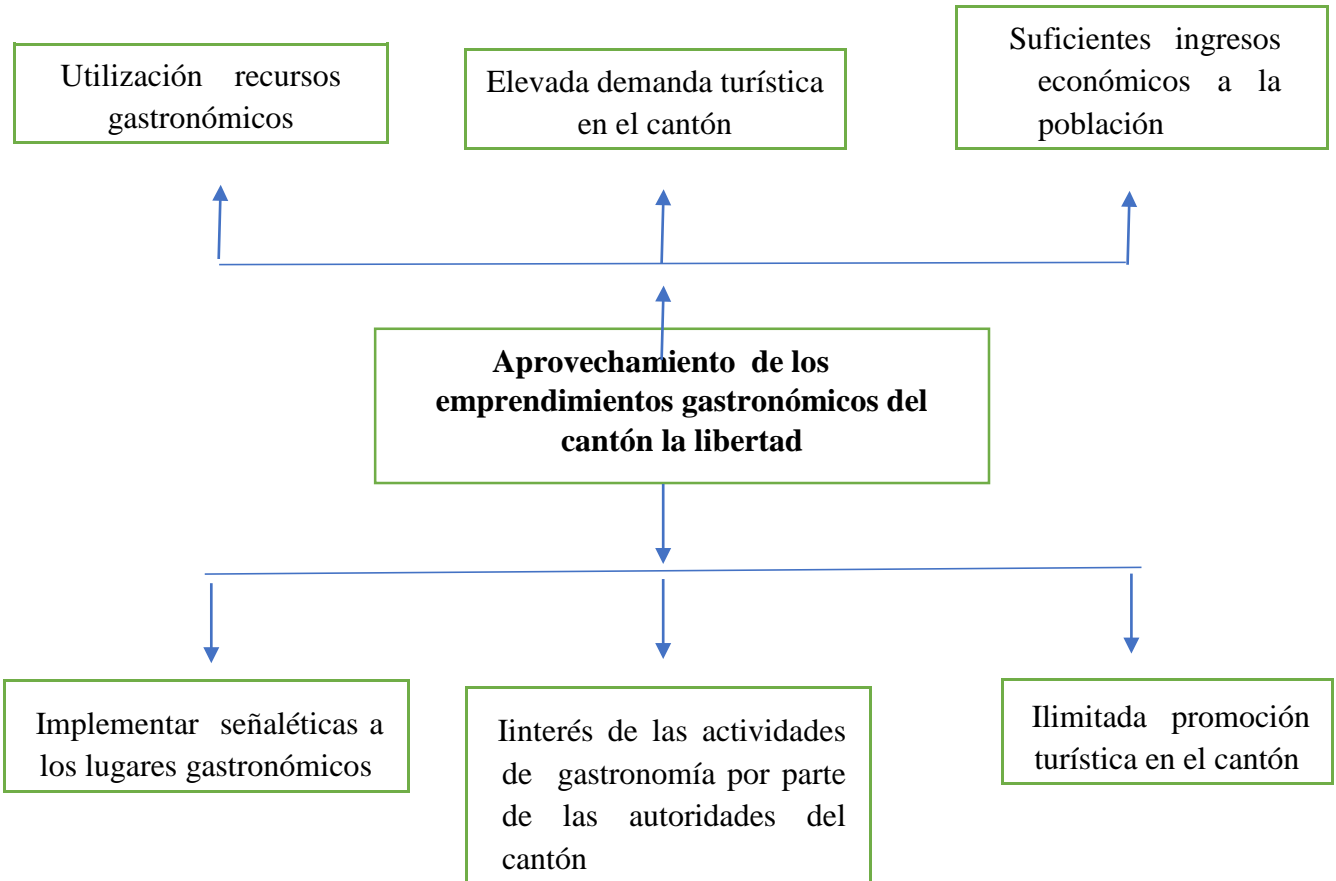 Utilización recursos
gastronómicos
Elevada demanda turística
en el cantón
Suficientes ingresos
económicos a la
población
Aprovechamiento de los
emprendimientos gastronómicos del
cantón la libertad
Implementar señaléticas a
los lugares gastronómicos
Iinterés de las actividades
de gastronomía por parte
de las autoridades del
cantón
Ilimitada promoción
turística en el cantón